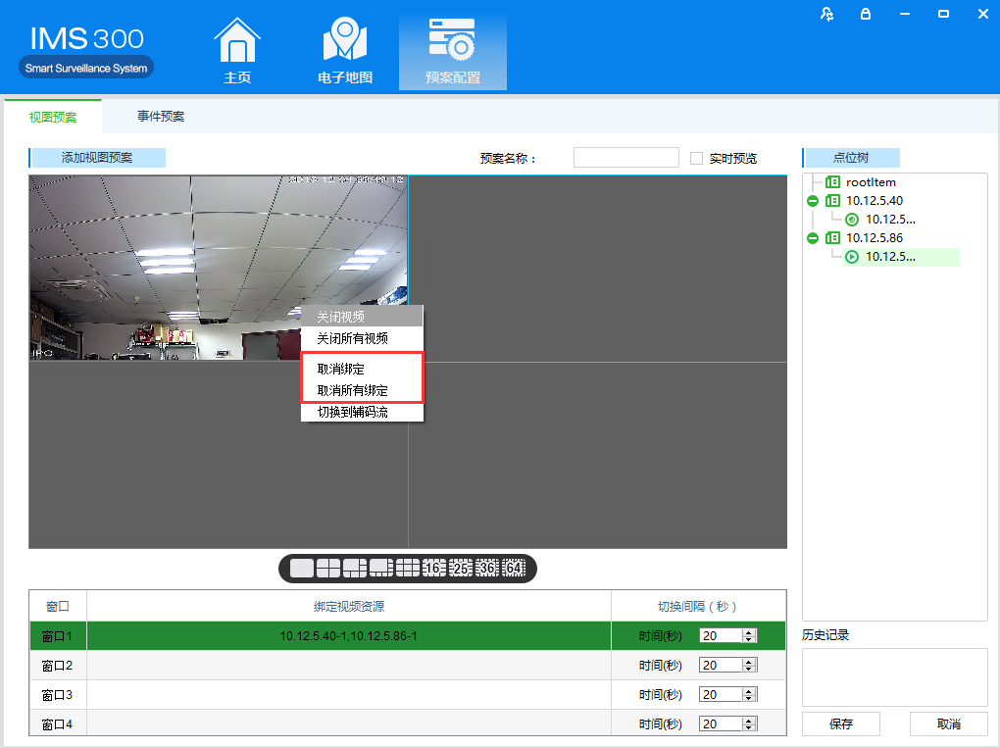 IMS 300
Smart Surveillance System
主页
电子地图
预案配置
视图预案
事件预案
添加视图预案
预案名称：
实时预览
点位树
rootItem
10.12.5.40
10.12.5...
10.12.5.86
10.12.5...
IPC
关闭视频
关闭所有视频
取消绑定
取消所有绑定
切换到辅码流
16 25 36 64
窗口 绑定视频资源 切换间隔（秒）
窗口1 10.12.5.40-1,10.12.5.86-1 时间(秒) 20
窗口2 时间(秒) 20
窗口3 时间(秒) 20
窗口4 时间(秒) 20
历史记录
保存
取消